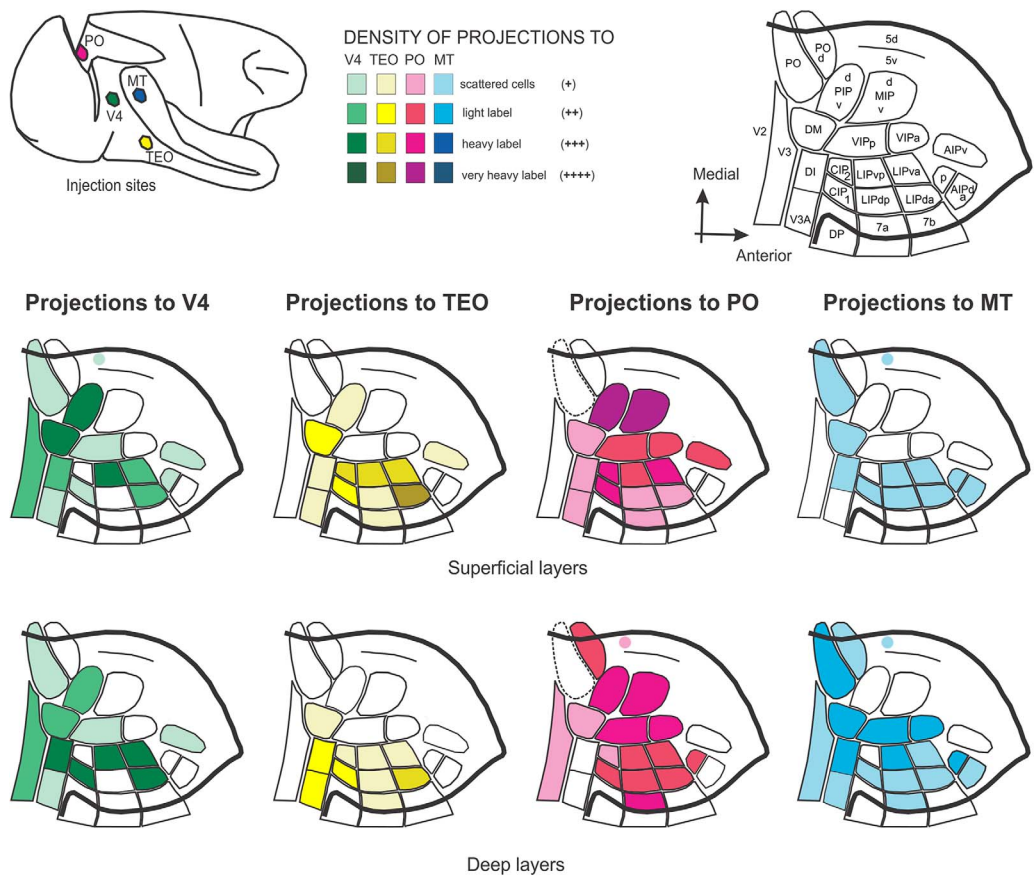 PO
MT
V4
TEO
Injection sites
DENSITY OF PROJECTIONS TO
V4 TEO PO MT
scattered cells (+)
light label (++)
heavy label (+++)
very heavy label (++++)
Medial
Anterior
PO
PO
d
5d
5v
d
PIP
v
d
MIP
v
V2
V3
DM
VIPp
VIPa
AIPv
DI
CIP
2
LIPvp
LIPva
p
AIPd
a
CIP
1
LIPdp
LIPda
V3A
DP
7a
7b
Projections to V4
Projections to TEO
Projections to PO
Projections to MT
Superficial layers
Deep layers